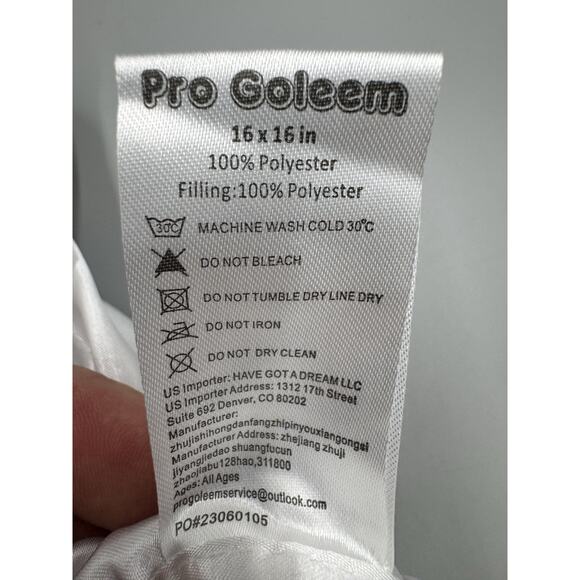 Pro Goleem
16 x 16 in
100% Polyester
Filling:100% Polyester
30C MACHINE WASH COLD 30°C
DO NOT BLEACH
DO NOT TUMBLE DRY LINE DRY
DO NOT IRON
DO NOT DRY CLEAN
US Importer: HAVE GOT A DREAM LLC
US Importer Address: 1312 17th Street
Suite 692 Denver, CO 80202
Manufacturer:
zhujishihongdanfangzhipinyouxiangongsi
Manufacturer Address: zhejiang zhuji
jiyangjiedao shuangfucun
zhaojiabu128hao,311800
Ages: All Ages
progoleemservice@outlook.com
PO#23060105